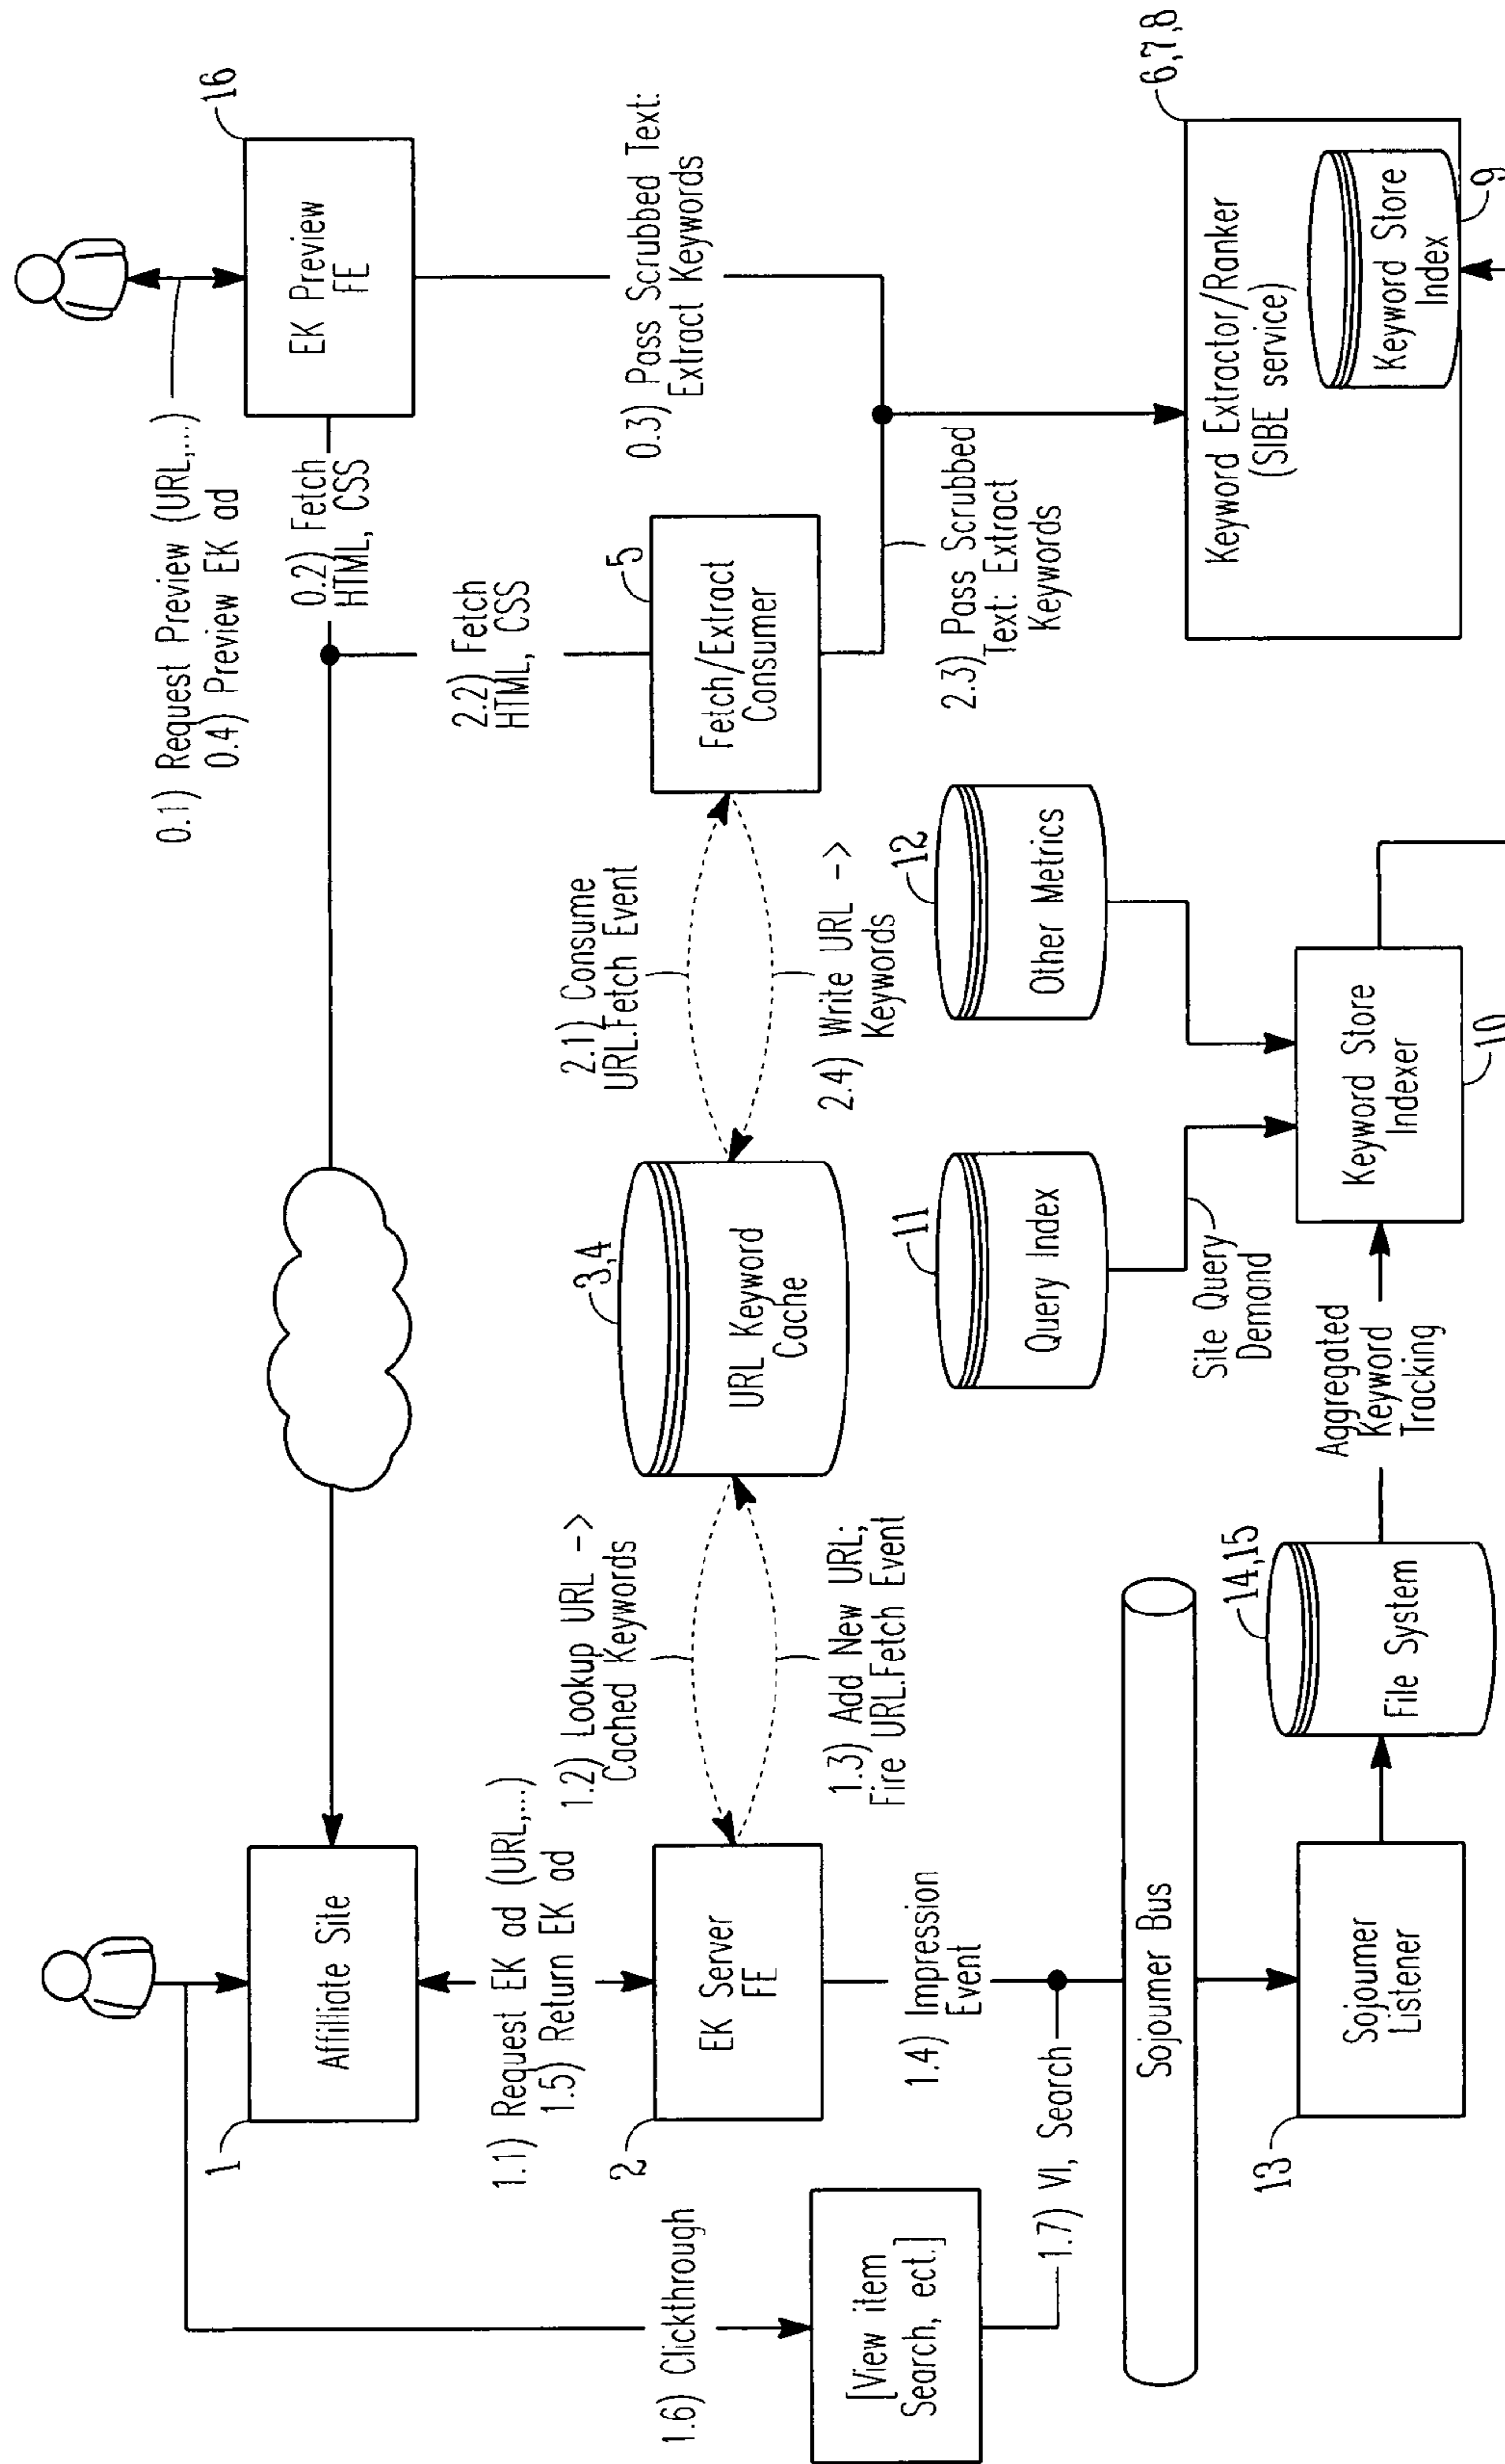 1
Affilliate Site
16
EK Preview
FE
0.1) Request Preview (URL,...)
0.4) Preview EK ad
0.2) Fetch
HTML, CSS
1.1) Request EK ad (URL,...)
1.5) Return EK ad
1.2) Lookup URL ->
Cached Keywords
1.3) Add New URL;
Fire URL.Fetch Event
2
EK Server
FE
3,4
URL Keyword
Cache
2.1) Consume
URL.Fetch Event
2.4) Write URL ->
Keywords
2.2) Fetch
HTML, CSS
5
Fetch/Extract
Consumer
0.3) Pass Scrubbed Text:
Extract Keywords
2.3) Pass Scrubbed
Text: Extract
Keywords
1.6) Clickthrough
[View item
Search, ect.]
1.4) Impression
Event
1.7) VI, Search
Sojoumer Bus
11
Query Index
12
Other Metrics
Site Query
Demand
13
Sojoumer
Listener
14,15
File System
Aggregated
Keyword
Tracking
Keyword Store
Indexer
10
6,7,8
Keyword Extractor/Ranker
(SIBE service)
Keyword Store
Index
9